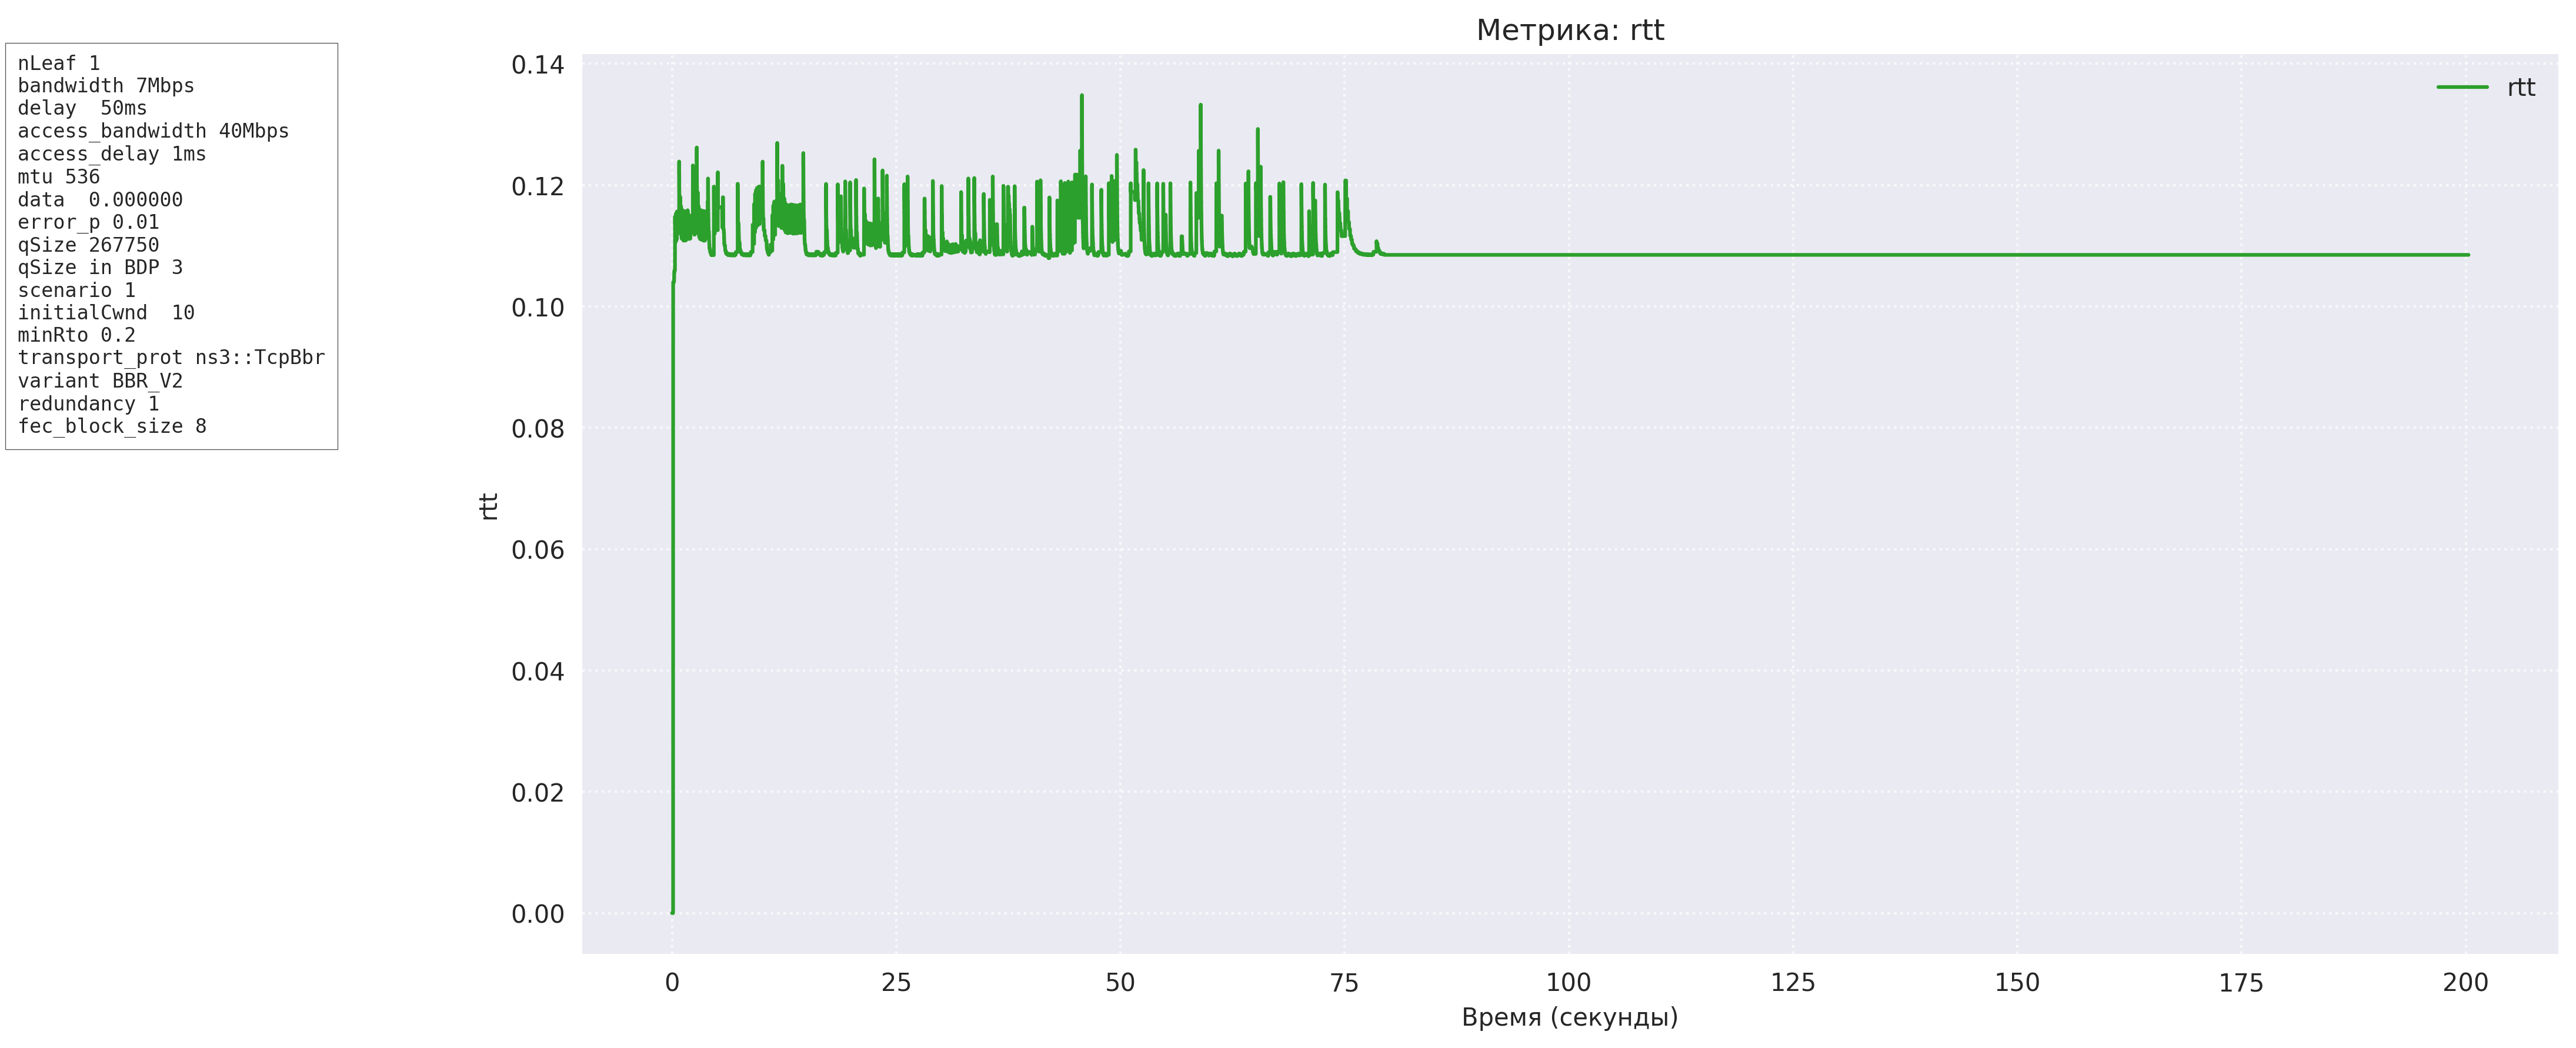 Метрика: rtt
nLeaf 1
bandwidth 7Mbps
delay  50ms
access_bandwidth 40Mbps
access_delay 1ms
mtu 536
data  0.000000
error_p 0.01
qSize 267750
qSize in BDP 3
scenario 1
initialCwnd  10
minRto 0.2
transport_prot ns3::TcpBbr
variant BBR_V2
redundancy 1
fec_block_size 8
rtt
0.14
0.12
0.10
0.08
0.06
0.04
0.02
0.00
rtt
0 25 50 75 100 125 150 175 200
Время (секунды)